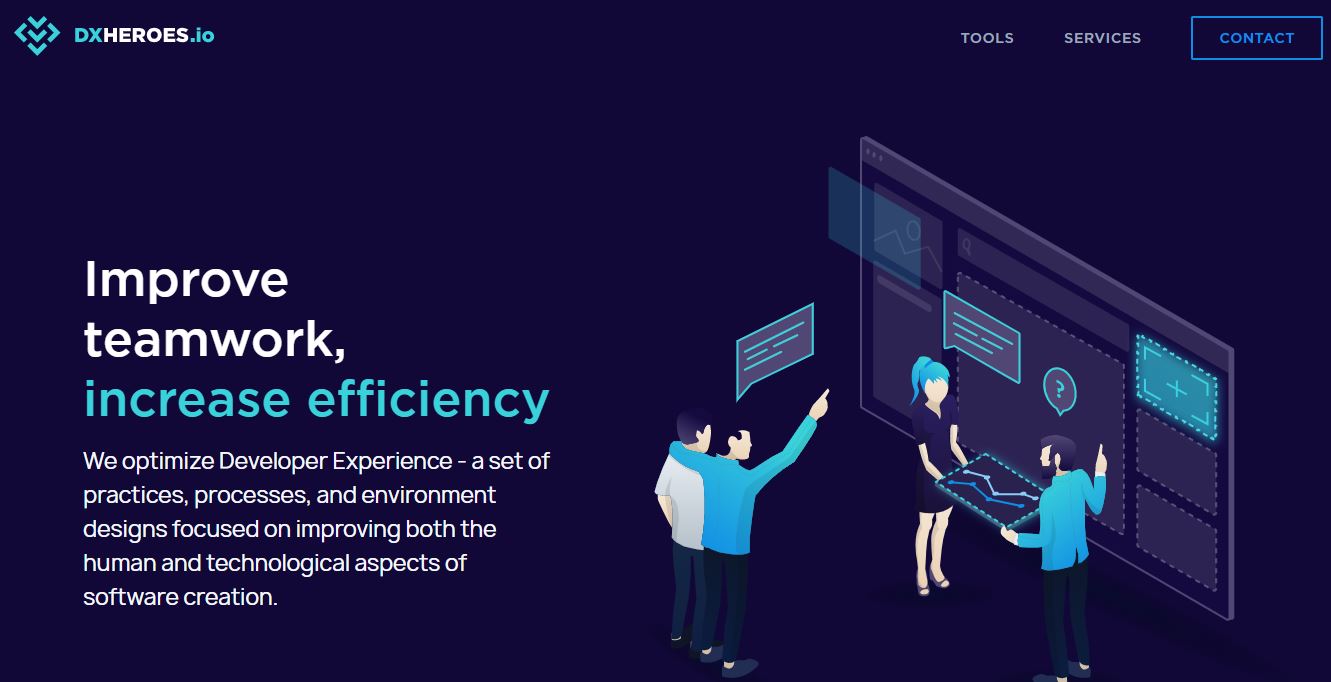 DXHEROES.io
TOOLS
SERVICES
CONTACT
Improve
teamwork,
increase efficiency
We optimize Developer Experience - a set of
practices, processes, and environment
designs focused on improving both the
human and technological aspects of
software creation.
?